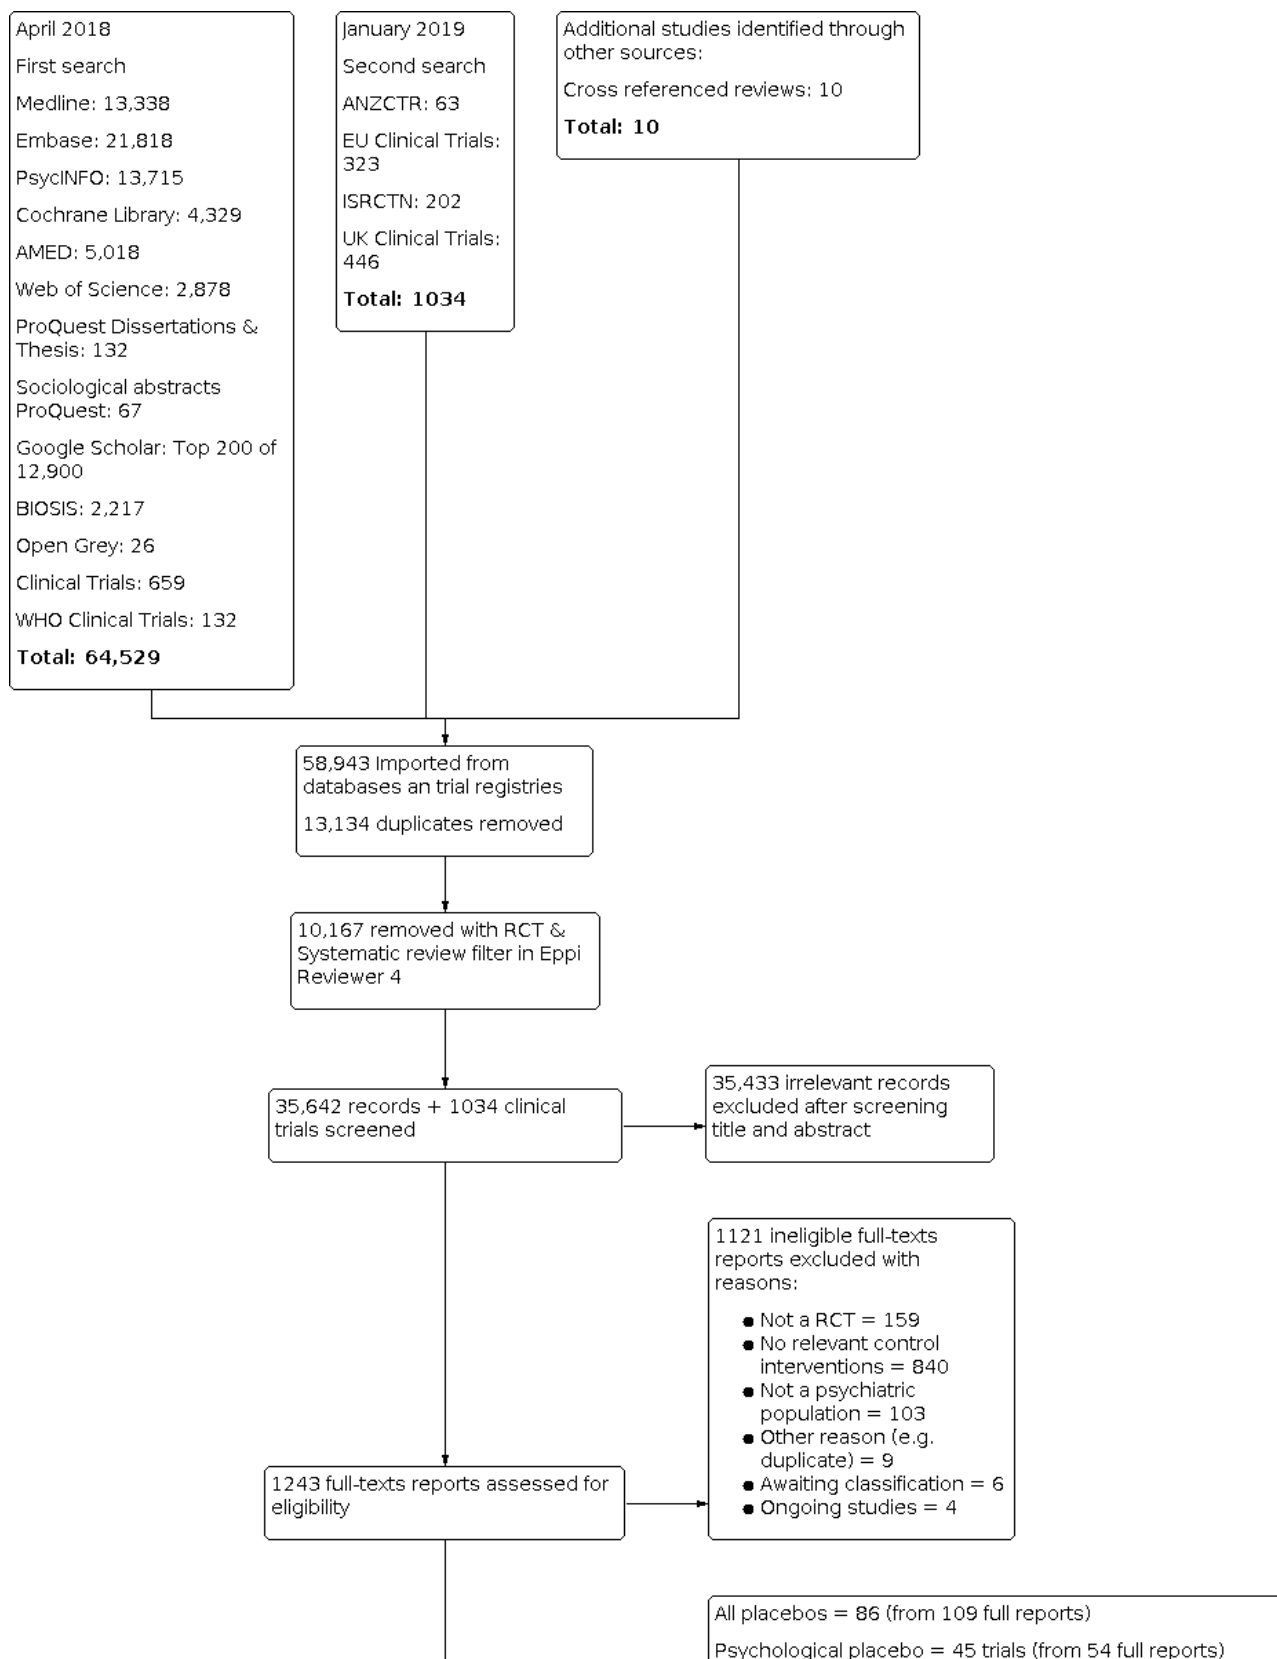 April 2018
First search
Medline: 13,338
Embase: 21,818
PsycINFO: 13,715
Cochrane Library: 4,329
AMED: 5,018
Web of Science: 2,878
ProQuest Dissertations &
Thesis: 132
Sociological abstracts
ProQuest: 67
Google Scholar: Top 200 of
12,900
BIOSIS: 2,217
Open Grey: 26
Clinical Trials: 659
WHO Clinical Trials: 132
Total: 64,529
January 2019
Second search
ANZCTR: 63
EU Clinical Trials:
323
ISRCTN: 202
UK Clinical Trials:
446
Total: 1034
Additional studies identified through
other sources:
Cross referenced reviews: 10
Total: 10
58,943 Imported from
databases an trial registries
13,134 duplicates removed
10,167 removed with RCT &
Systematic review filter in Eppi
Reviewer 4
35,642 records + 1034 clinical
trials screened
35,433 irrelevant records
excluded after screening
title and abstract
1121 ineligible full-texts
reports excluded with
reasons:
● Not a RCT = 159
● No relevant control
interventions = 840
● Not a psychiatric
population = 103
● Other reason (e.g.
duplicate) = 9
● Awaiting classification = 6
● Ongoing studies = 4
1243 full-texts reports assessed for
eligibility
All placebos = 86 (from 109 full reports)
Psychological placebo = 45 trials (from 54 full reports)